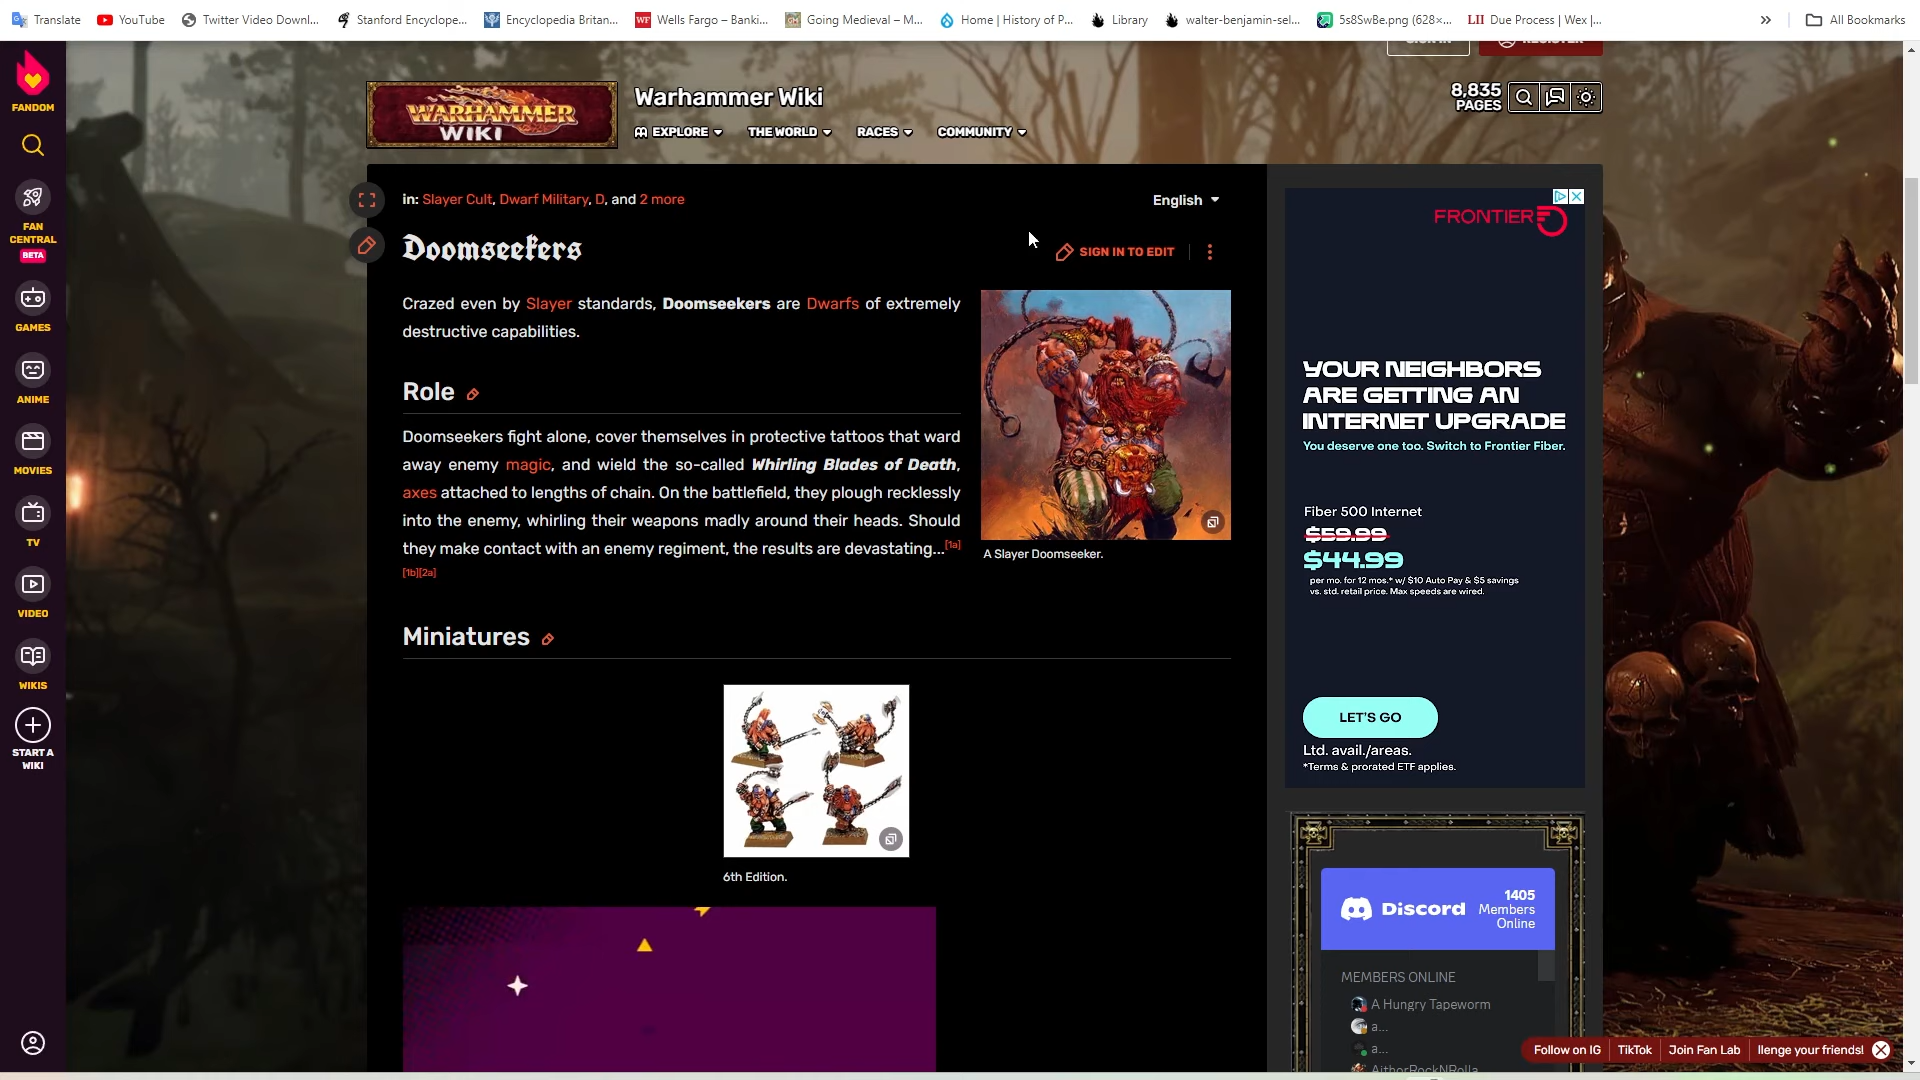 Translate
YouTube
Twitter Video Downl...
Stanford Encyclope...
Encyclopedia Britan...
WF Wells Fargo – Banki...
GM Going Medieval – M...
Home | History of P...
Library
walter-benjamin-sel...
5s8SwBe.png (628×...
LII Due Process | Wex |...
»
All Bookmarks
FANDOM
FAN CENTRAL
BETA
GAMES
ANIME
MOVIES
TV
VIDEO
WIKIS
START A WIKI
WARHAMMER
WIKI
Warhammer Wiki
EXPLORE
THE WORLD
RACES
COMMUNITY
8,835
PAGES
in: Slayer Cult, Dwarf Military, D, and 2 more
English
Doomseekers
SIGN IN TO EDIT
Crazed even by Slayer standards, Doomseekers are Dwarfs of extremely
destructive capabilities.
Role
Doomseekers fight alone, cover themselves in protective tattoos that ward
away enemy magic, and wield the so-called Whirling Blades of Death,
axes attached to lengths of chain. On the battlefield, they plough recklessly
into the enemy, whirling their weapons madly around their heads. Should
they make contact with an enemy regiment, the results are devastating...[1a]
[1b][2a]
A Slayer Doomseeker.
Miniatures
6th Edition.
FRONTIER
YOUR NEIGHBORS
ARE GETTING AN
INTERNET UPGRADE
You deserve one too. Switch to Frontier Fiber.
Fiber 500 Internet
$59.99
$44.99
per mo. for 12 mos.* w/ $10 Auto Pay & $5 savings
vs. std. retail price. Max speeds are wired.
LET'S GO
Ltd. avail./areas.
*Terms & prorated ETF applies.
Discord
1405
Members
Online
MEMBERS ONLINE
A Hungry Tapeworm
a...
a...
AithorRockNRolla
Follow on IG
TikTok
Join Fan Lab
llenge your friends!